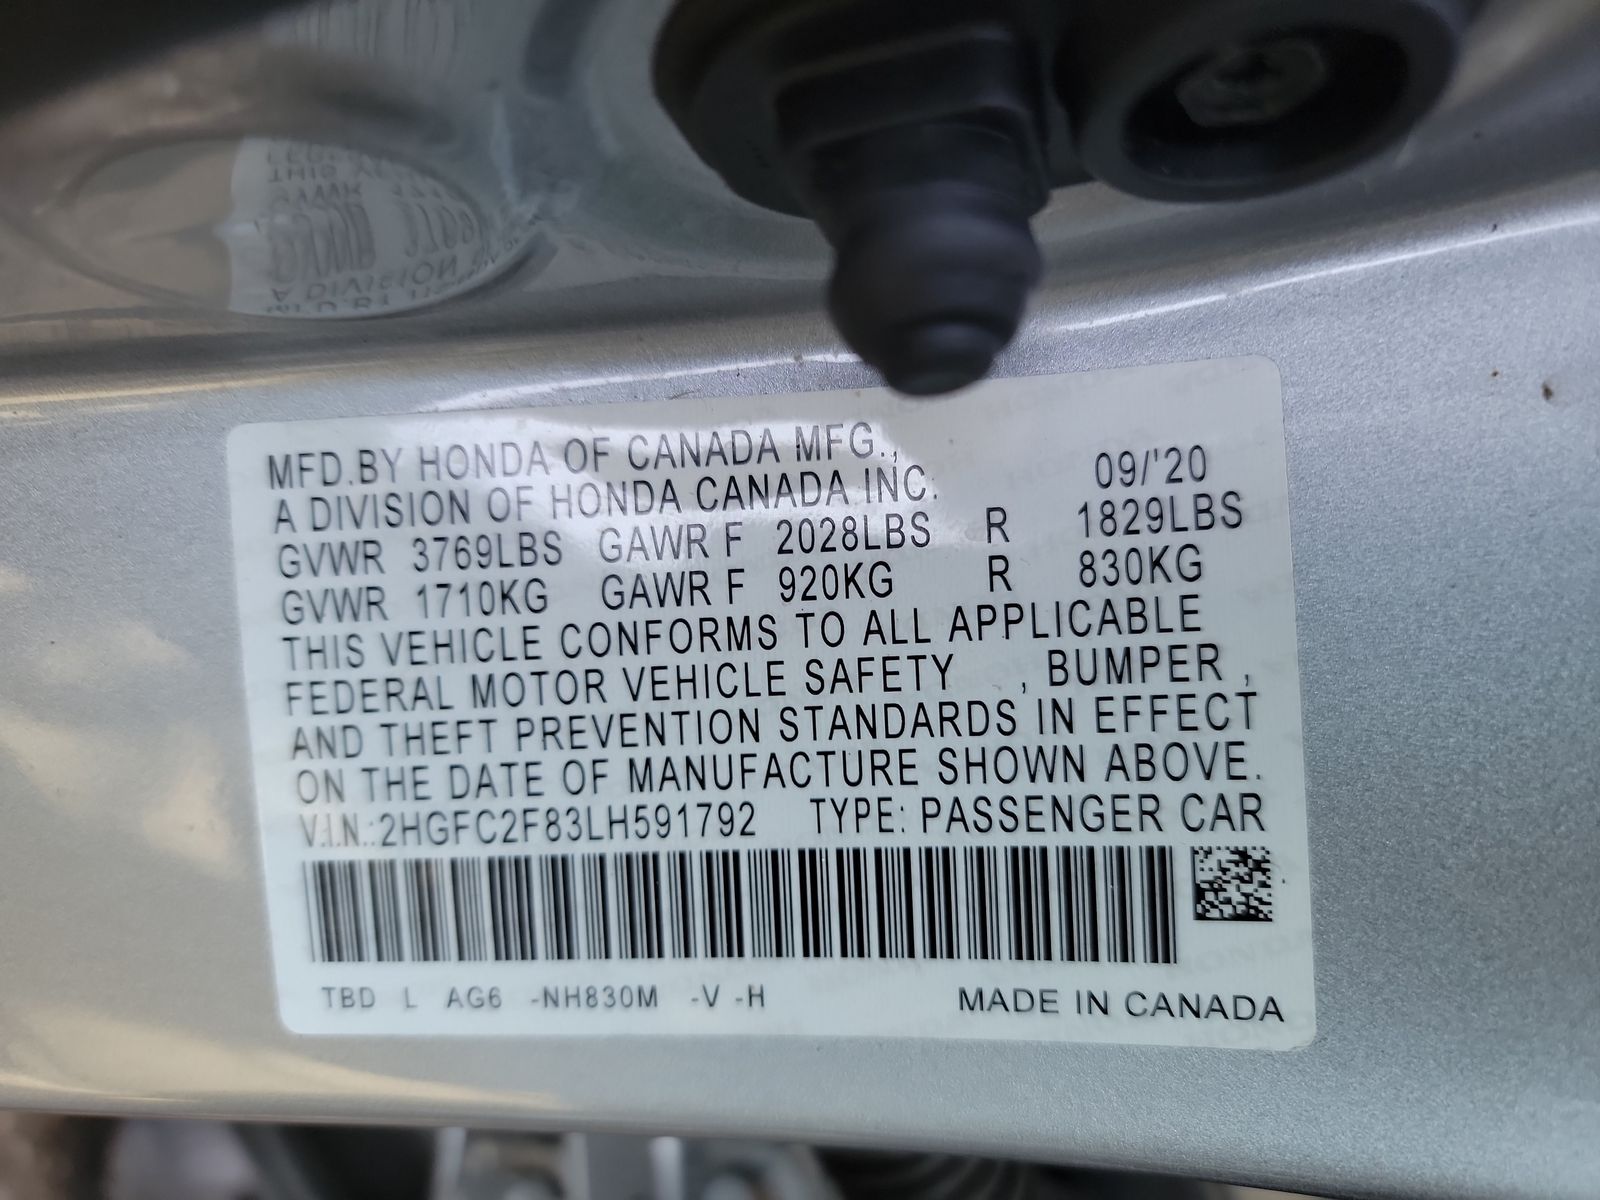 MFD.BY HONDA OF CANADA MFG., 09/'20
A DIVISION OF HONDA CANADA INC.
GVWR 3769LBS GAWR F 2028LBS R 1829LBS
GVWR 1710KG GAWR F 920KG R 830KG
THIS VEHICLE CONFORMS TO ALL APPLICABLE
FEDERAL MOTOR VEHICLE SAFETY , BUMPER ,
AND THEFT PREVENTION STANDARDS IN EFFECT
ON THE DATE OF MANUFACTURE SHOWN ABOVE.
V.I.N.:2HGFC2F83LH591792 TYPE: PASSENGER CAR
TBD L AG6 -NH830M -V -H MADE IN CANADA